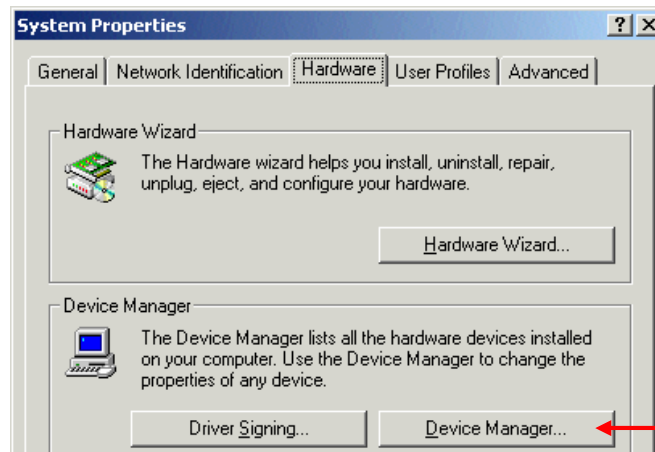 System Properties
General Network Identification Hardware User Profiles Advanced
Hardware Wizard
The Hardware wizard helps you install, uninstall, repair,
unplug, eject, and configure your hardware.
Hardware Wizard...
Device Manager
The Device Manager lists all the hardware devices installed
on your computer. Use the Device Manager to change the
properties of any device.
Driver Signing... Device Manager...